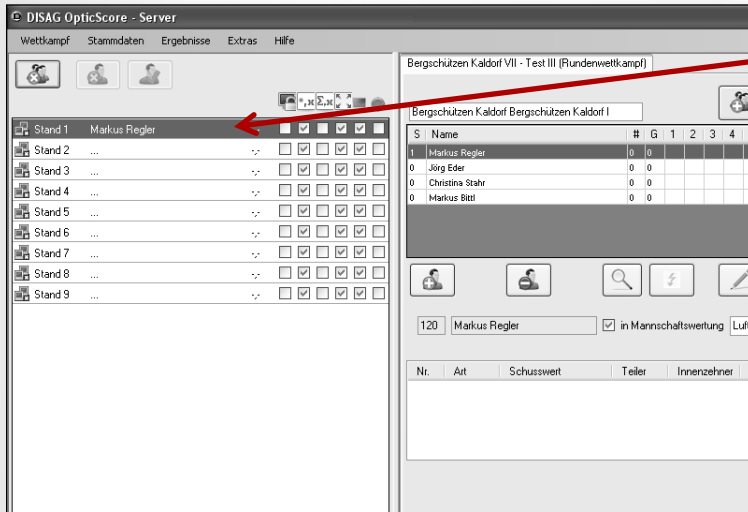 DISAG OpticScore - Server
Wettkampf Stammdaten Ergebnisse Extras Hilfe
Bergschützen Kaldorf VII - Test III (Rundenwettkampf)
*,x Σ,x
Bergschützen Kaldorf Bergschützen Kaldorf I
S Name # G 1 2 3 4
1 Markus Regler 0 0
0 Jörg Eder 0 0
0 Christina Stahr 0 0
0 Markus Bittl 0 0
Stand 1 Markus Regler -,-
Stand 2 ... -,-
Stand 3 ... -,-
Stand 4 ... -,-
Stand 5 ... -,-
Stand 6 ... -,-
Stand 7 ... -,-
Stand 8 ... -,-
Stand 9 ... -,-
120 Markus Regler in Mannschaftswertung Luft
Nr. Art Schusswert Teiler Innenzehner